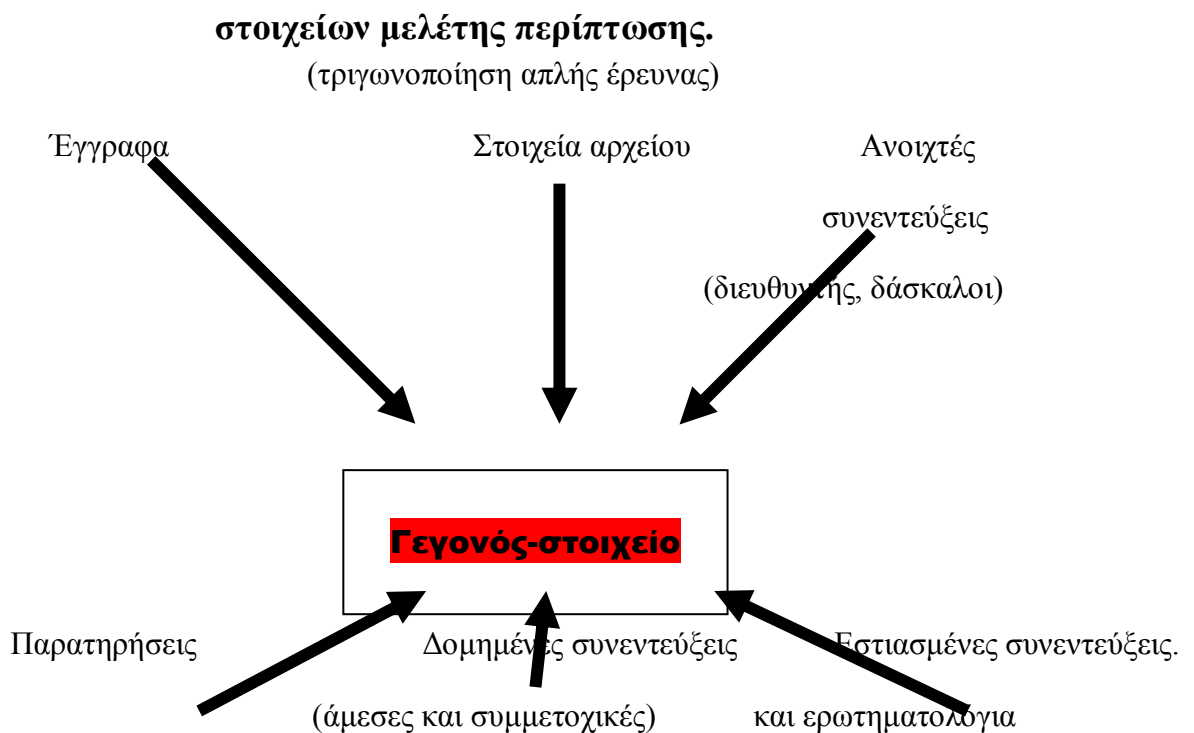 στοιχείων μελέτης περίπτωσης.
(τριγωνοποίηση απλής έρευνας)
Έγγραφα Στοιχεία αρχείου Ανοιχτές
συνεντεύξεις
(διευθυντής, δάσκαλοι)
Γεγονός-στοιχείο
Παρατηρήσεις Δομημένες συνεντεύξεις Εστιασμένες συνεντεύξεις.
(άμεσες και συμμετοχικές) και ερωτηματολόγια